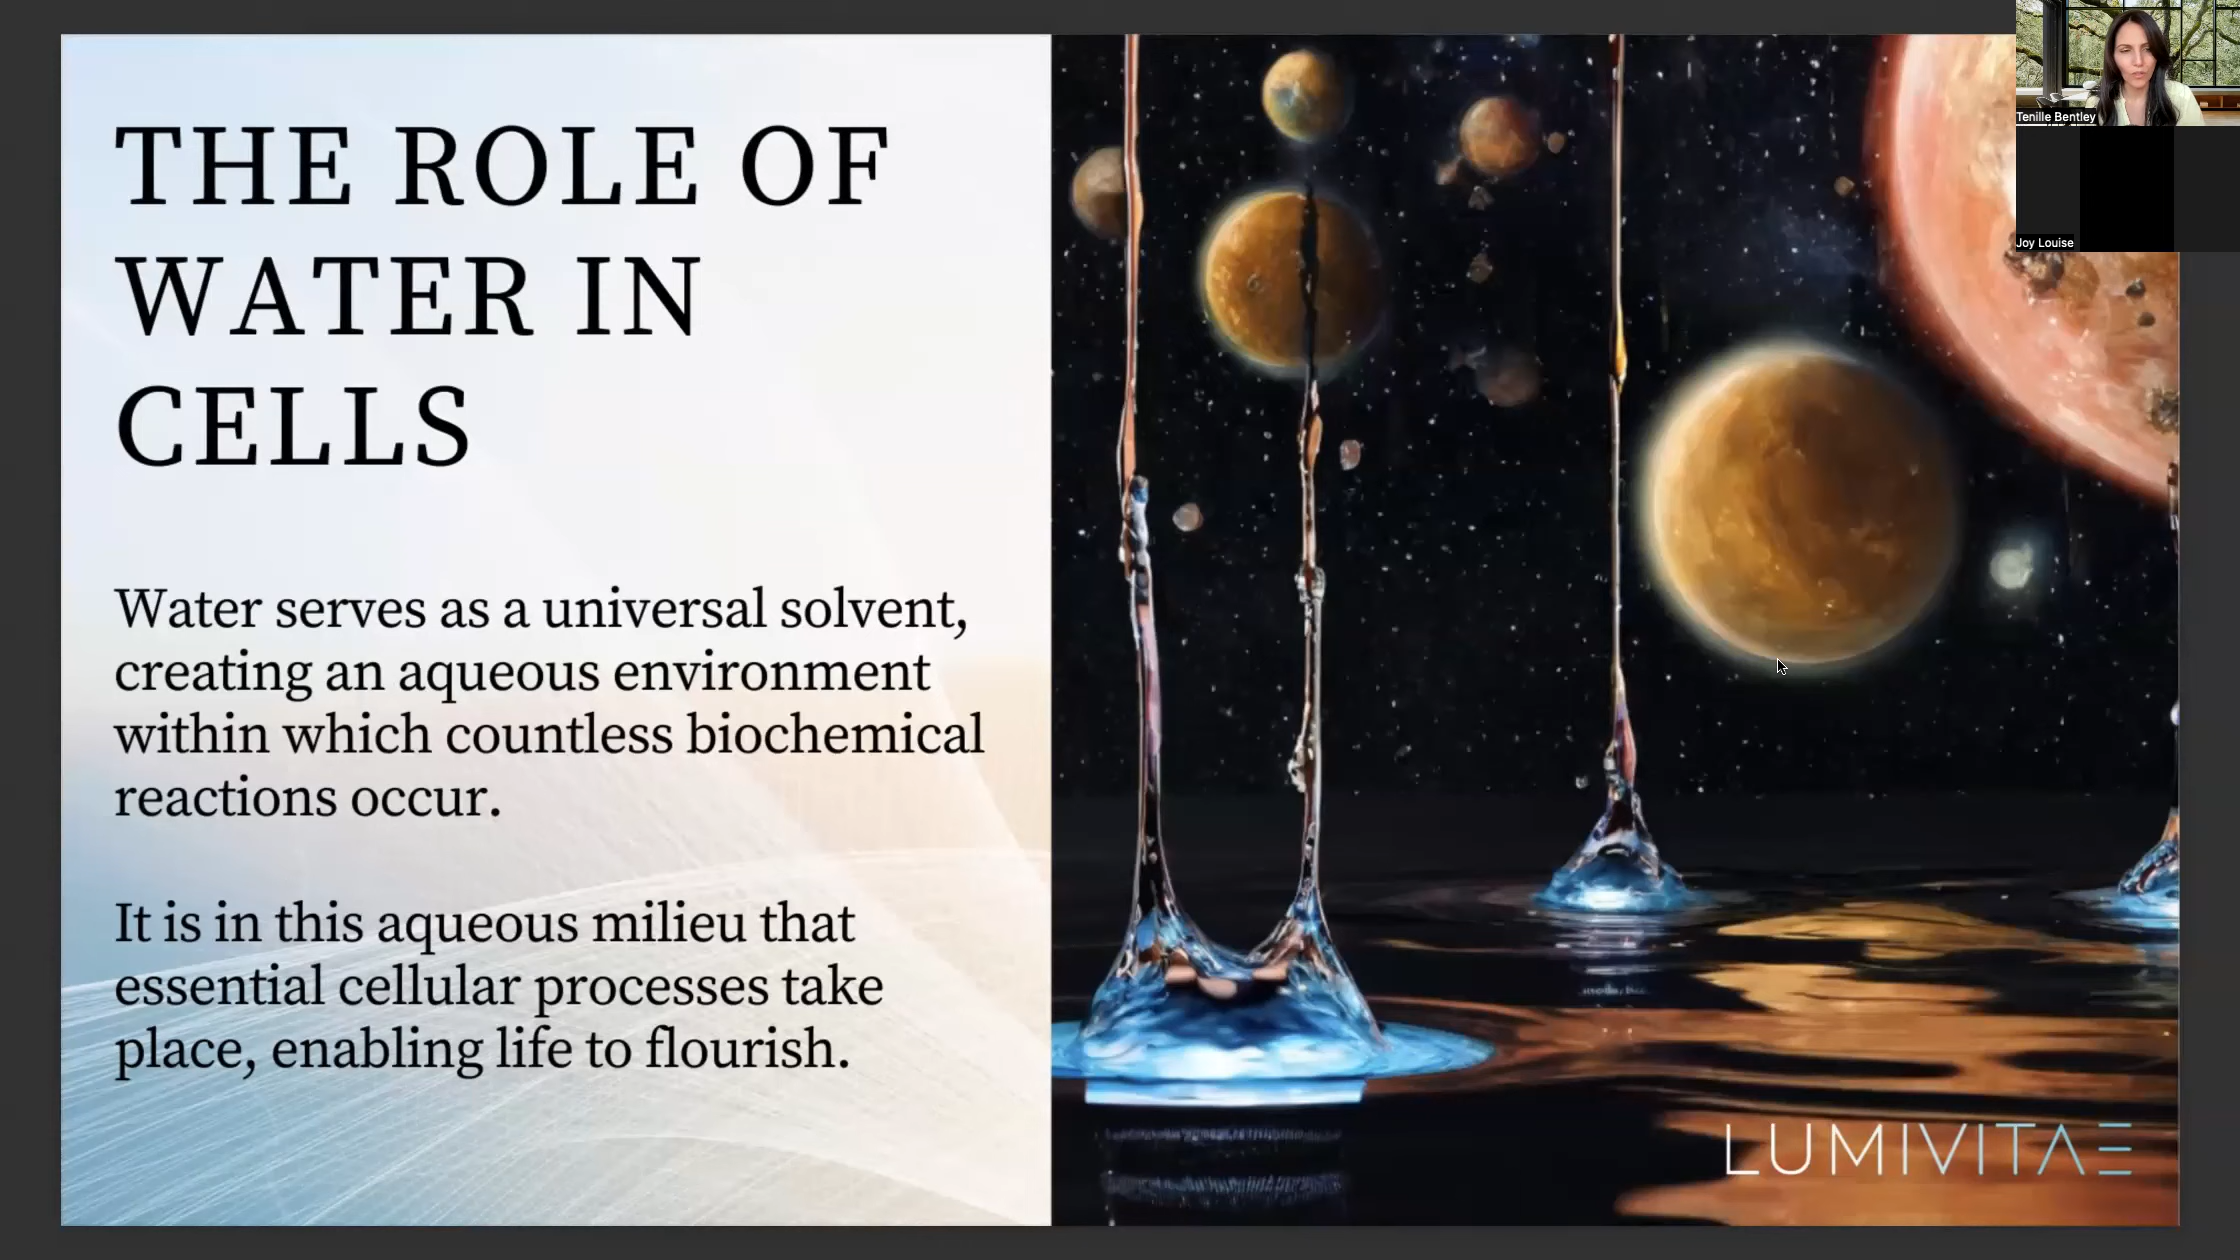 THE ROLE OF
WATER IN
CELLS
Water serves as a universal solvent,
creating an aqueous environment
within which countless biochemical
reactions occur.
It is in this aqueous milieu that
essential cellular processes take
place, enabling life to flourish.
LUMIVITAE
Tenille Bentley
Joy Louise